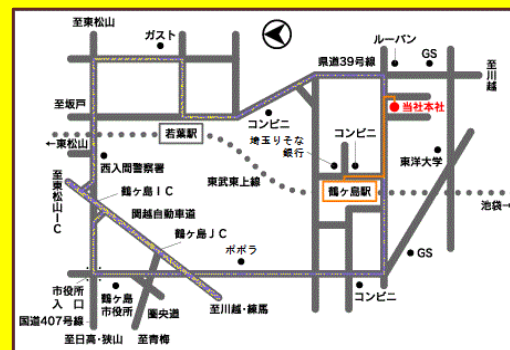 至東松山
ガスト
ルーパン
GS
県道39号線
至川越
至坂戸
コンビニ
当社本社
若葉駅
埼玉りそな
銀行
コンビニ
←東松山
西入間警察署
東洋大学
至東松山IC
鶴ヶ島IC
東武東上線
鶴ヶ島駅
関越自動車道
池袋→
鶴ヶ島JC
ポポラ
GS
市役所
入口
鶴ヶ島
市役所
圏央道
至川越・練馬
コンビニ
国道407号線
至日高・狭山
至青梅